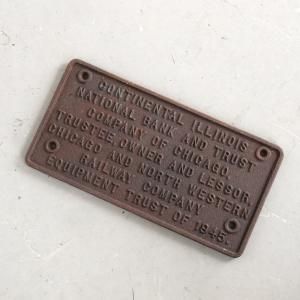 CONTINENTAL ILLINOIS
NATIONAL BANK AND TRUST
COMPANY OF CHICAGO,
TRUSTEE, OWNER AND LESSOR,
CHICAGO AND NORTH WESTERN
RAILWAY COMPANY
EQUIPMENT TRUST OF 1945.